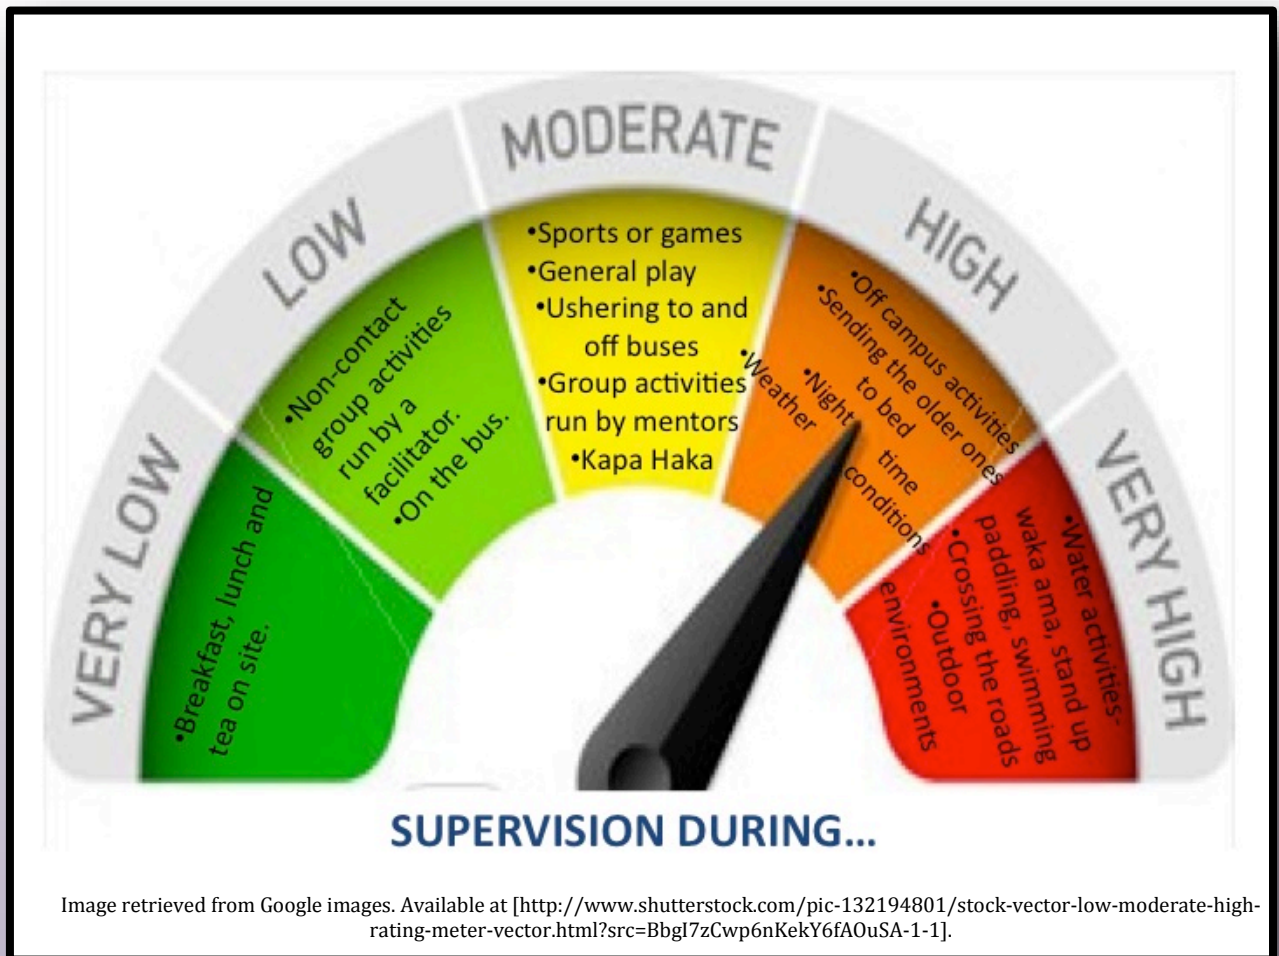 VERY LOW
LOW
MODERATE
HIGH
VERY HIGH
•Breakfast, lunch and
tea on site.
•Non-contact
group activities
run by a
facilitator.
•On the bus.
•Sports or games
•General play
•Ushering to and
off buses
•Group activities
run by mentors
•Kapa Haka
•Off campus activities
•Sending the older ones
to bed
•Night time
•Weather conditions
•Water activities-
waka ama, stand up
paddling, swimming
•Crossing the roads
•Outdoor
environments
SUPERVISION DURING...
Image retrieved from Google images. Available at [http://www.shutterstock.com/pic-132194801/stock-vector-low-moderate-high-
rating-meter-vector.html?src=BbgI7zCwp6nKekY6fAOuSA-1-1].